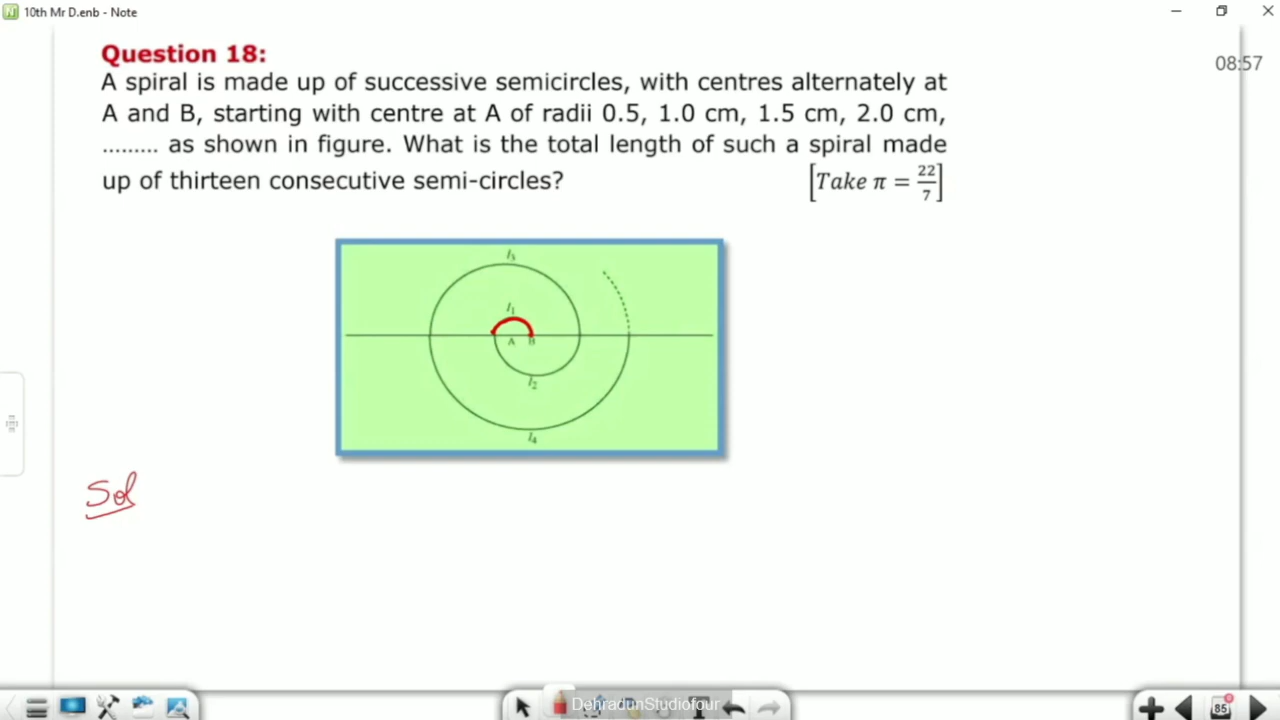 10th Mr D.enb - Note
08:57
Question 18:
A spiral is made up of successive semicircles, with centres alternately at
A and B, starting with centre at A of radii 0.5, 1.0 cm, 1.5 cm, 2.0 cm,
......... as shown in figure. What is the total length of such a spiral made
up of thirteen consecutive semi-circles? [Take π = 22/7]
l₃
l₁
A B
l₂
l₄
Sol
DehradunStudiofour
85